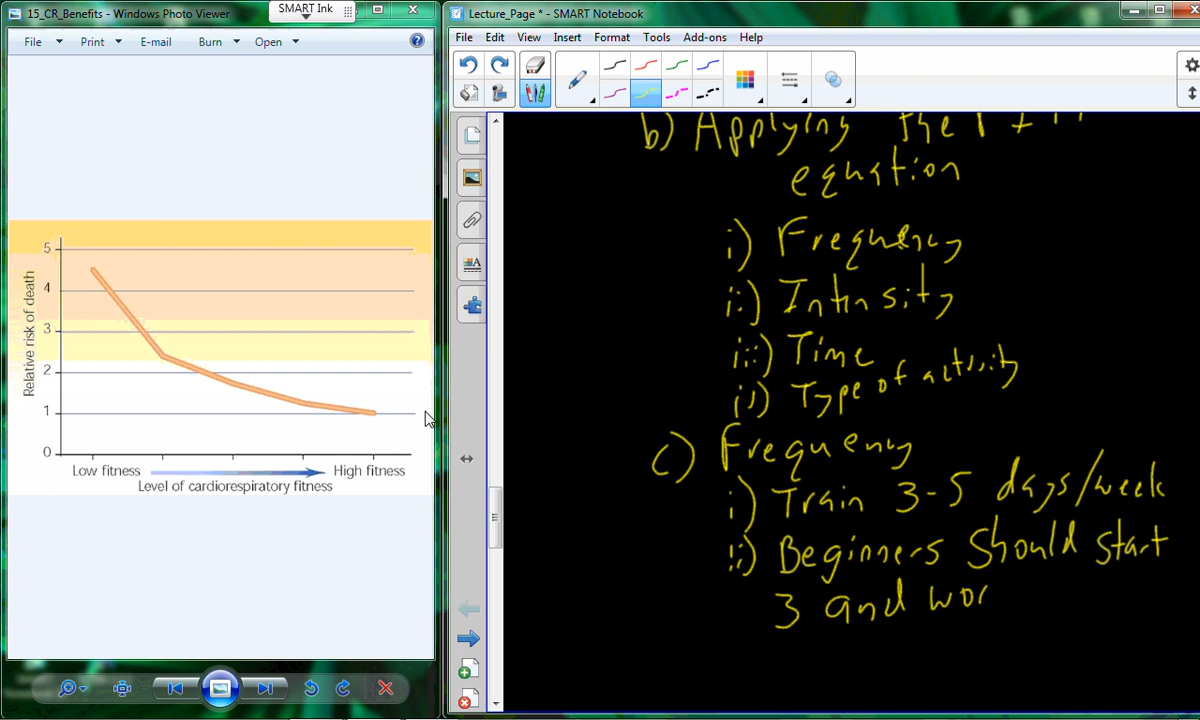 15_CR_Benefits - Windows Photo Viewer
SMART Ink
File Print E-mail Burn Open
5
4
3
2
1
0
Relative risk of death
Low fitness High fitness
Level of cardiorespiratory fitness
Lecture_Page * - SMART Notebook
File Edit View Insert Format Tools Add-ons Help
b) Applying the
equation
i) Frequency
ii) Intensity
iii) Time
iv) Type of activity
c) Frequency
i) Train 3-5 days/week
ii) Beginners Should start
3 and wor